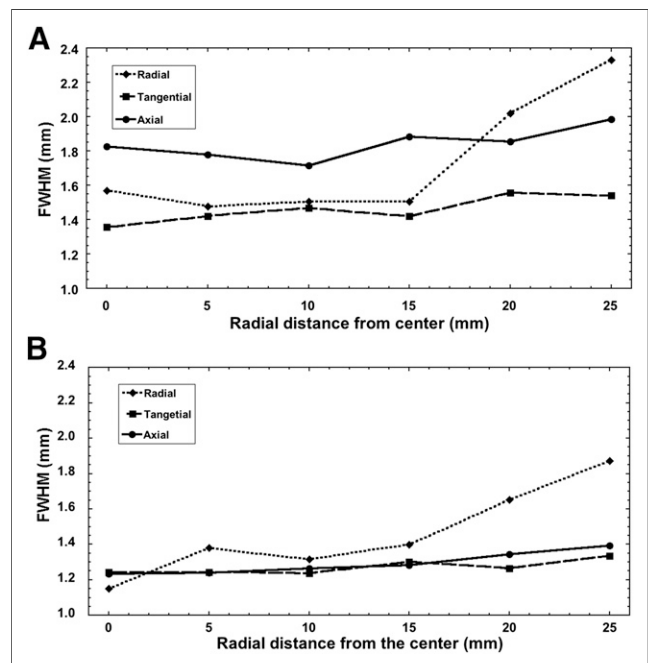 A
2.4
2.2
2.0
1.8
1.6
1.4
1.2
1.0
FWHM (mm)
Radial
Tangential
Axial
0 5 10 15 20 25
Radial distance from center (mm)
B
2.4
2.2
2.0
1.8
1.6
1.4
1.2
1.0
FWHM (mm)
Radial
Tangetial
Axial
0 5 10 15 20 25
Radial distance from the center (mm)